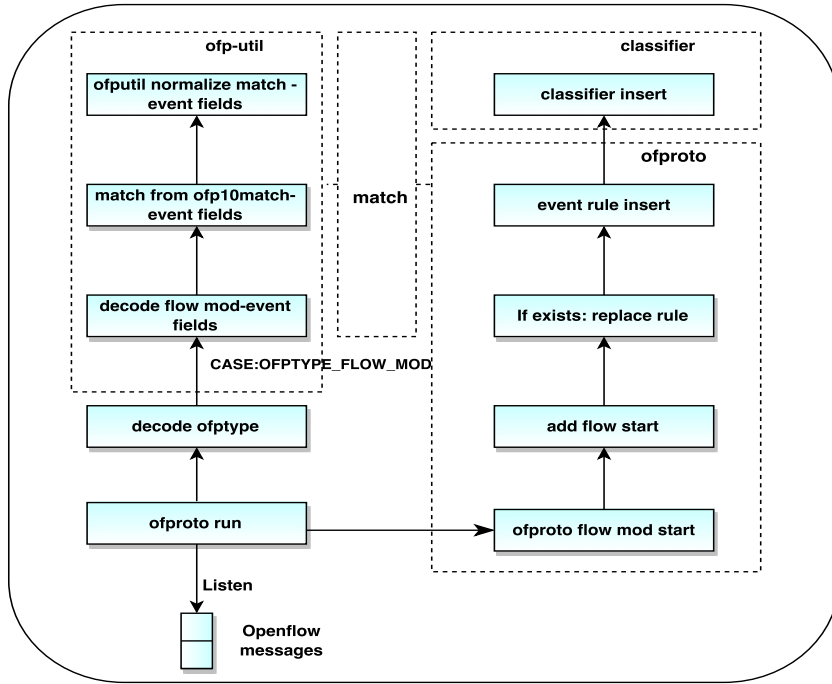 ofp-util
ofputil normalize match -
event fields
match from ofp10match-
event fields
decode flow mod-event
fields
CASE:OFPTYPE_FLOW_MOD
decode ofptype
ofproto run
Listen
Openflow
messages
match
classifier
classifier insert
ofproto
event rule insert
If exists: replace rule
add flow start
ofproto flow mod start